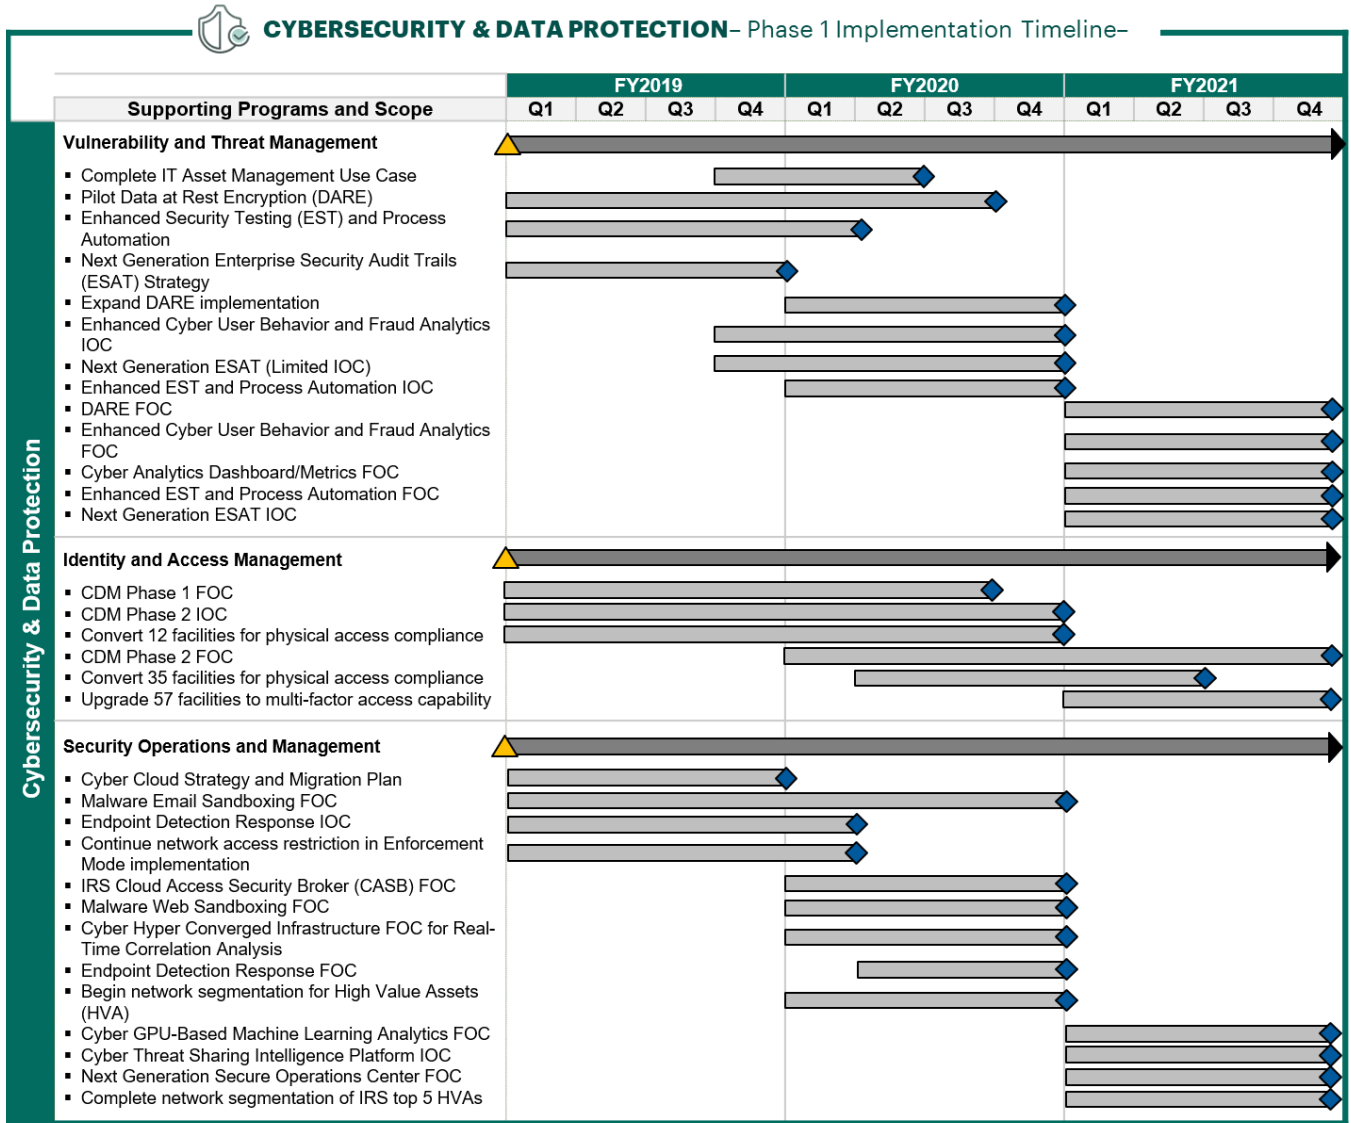 CYBERSECURITY & DATA PROTECTION– Phase 1 Implementation Timeline–
FY2019 FY2020 FY2021
Supporting Programs and Scope Q1 Q2 Q3 Q4 Q1 Q2 Q3 Q4 Q1 Q2 Q3 Q4
Cybersecurity & Data Protection
Vulnerability and Threat Management
▪ Complete IT Asset Management Use Case
▪ Pilot Data at Rest Encryption (DARE)
▪ Enhanced Security Testing (EST) and Process
Automation
▪ Next Generation Enterprise Security Audit Trails
(ESAT) Strategy
▪ Expand DARE implementation
▪ Enhanced Cyber User Behavior and Fraud Analytics
IOC
▪ Next Generation ESAT (Limited IOC)
▪ Enhanced EST and Process Automation IOC
▪ DARE FOC
▪ Enhanced Cyber User Behavior and Fraud Analytics
FOC
▪ Cyber Analytics Dashboard/Metrics FOC
▪ Enhanced EST and Process Automation FOC
▪ Next Generation ESAT IOC
Identity and Access Management
▪ CDM Phase 1 FOC
▪ CDM Phase 2 IOC
▪ Convert 12 facilities for physical access compliance
▪ CDM Phase 2 FOC
▪ Convert 35 facilities for physical access compliance
▪ Upgrade 57 facilities to multi-factor access capability
Security Operations and Management
▪ Cyber Cloud Strategy and Migration Plan
▪ Malware Email Sandboxing FOC
▪ Endpoint Detection Response IOC
▪ Continue network access restriction in Enforcement
Mode implementation
▪ IRS Cloud Access Security Broker (CASB) FOC
▪ Malware Web Sandboxing FOC
▪ Cyber Hyper Converged Infrastructure FOC for Real-
Time Correlation Analysis
▪ Endpoint Detection Response FOC
▪ Begin network segmentation for High Value Assets
(HVA)
▪ Cyber GPU-Based Machine Learning Analytics FOC
▪ Cyber Threat Sharing Intelligence Platform IOC
▪ Next Generation Secure Operations Center FOC
▪ Complete network segmentation of IRS top 5 HVAs